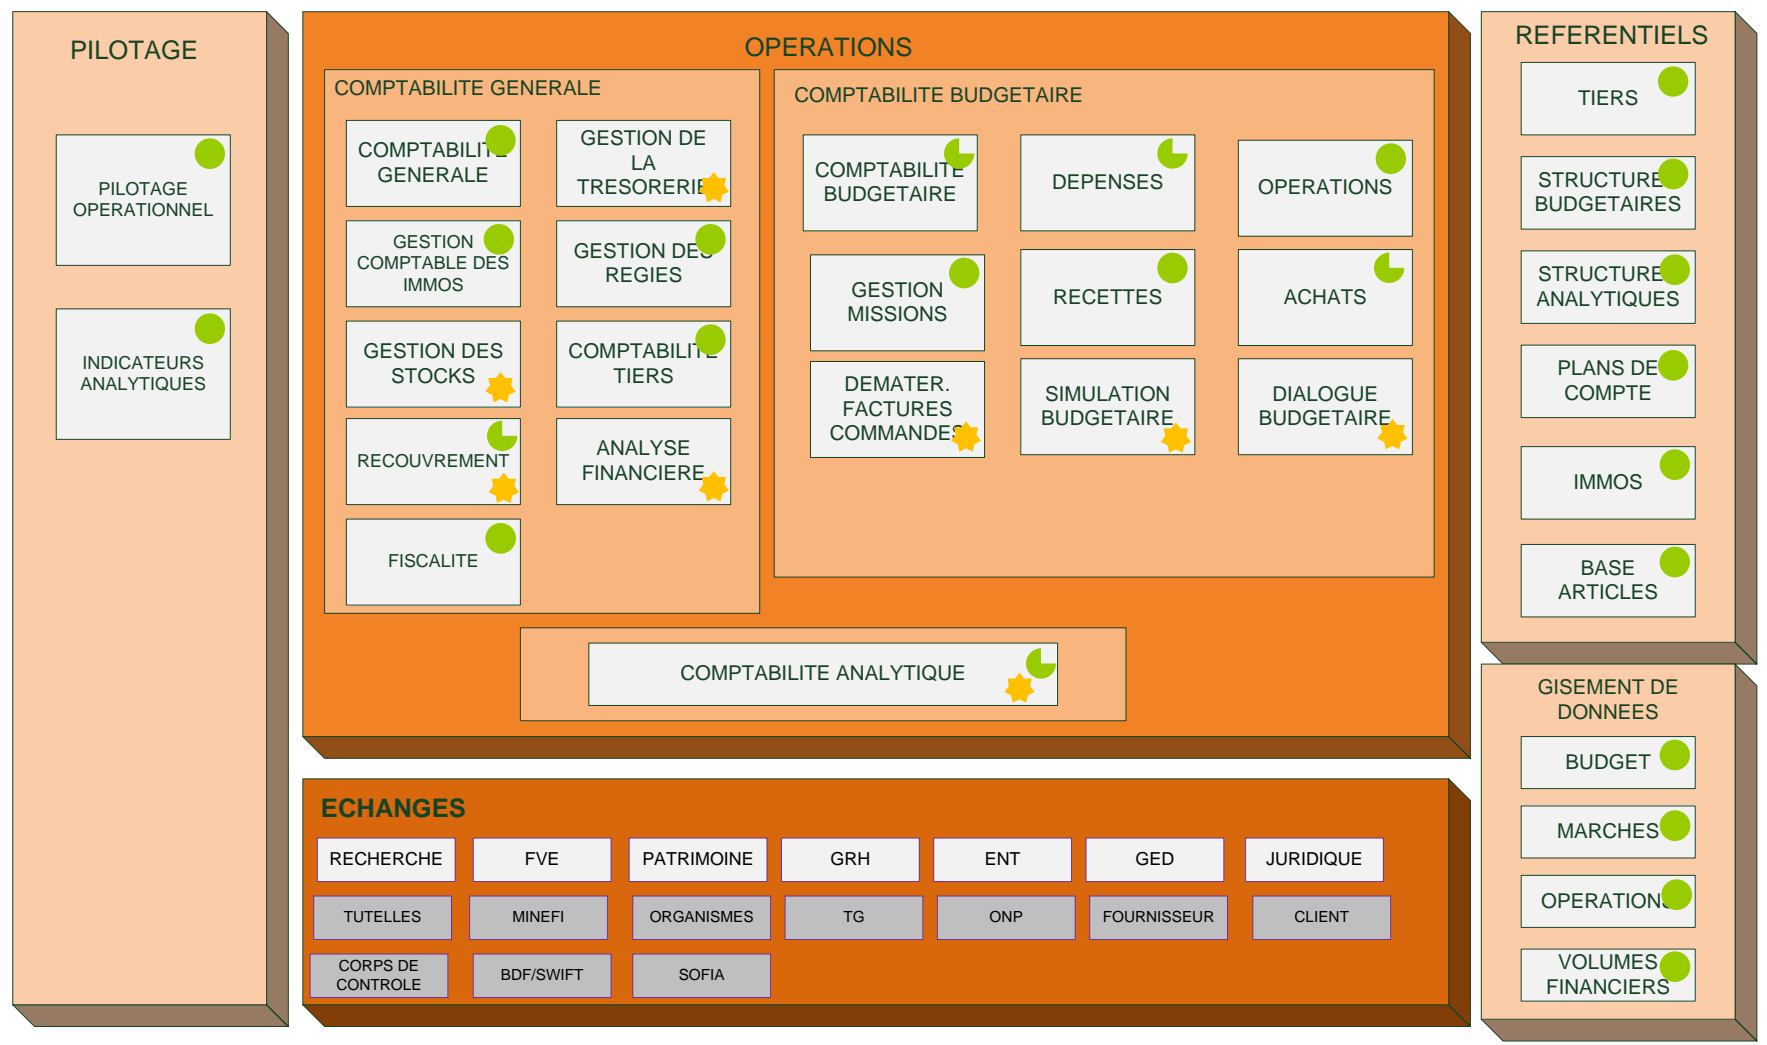 PILOTAGE
PILOTAGE
OPERATIONNEL
INDICATEURS
ANALYTIQUES
OPERATIONS
COMPTABILITE GENERALE
COMPTABILITE
GENERALE
GESTION DE
LA
TRESORERIE
GESTION
COMPTABLE DES
IMMOS
GESTION DES
REGIES
GESTION DES
STOCKS
COMPTABILITE
TIERS
RECOUVREMENT
ANALYSE
FINANCIERE
FISCALITE
COMPTABILITE BUDGETAIRE
COMPTABILITE
BUDGETAIRE
DEPENSES
OPERATIONS
GESTION
MISSIONS
RECETTES
ACHATS
DEMATER.
FACTURES
COMMANDES
SIMULATION
BUDGETAIRE
DIALOGUE
BUDGETAIRE
COMPTABILITE ANALYTIQUE
ECHANGES
RECHERCHE
FVE
PATRIMOINE
GRH
ENT
GED
JURIDIQUE
TUTELLES
MINEFI
ORGANISMES
TG
ONP
FOURNISSEUR
CLIENT
CORPS DE
CONTROLE
BDF/SWIFT
SOFIA
REFERENTIELS
TIERS
STRUCTURES
BUDGETAIRES
STRUCTURES
ANALYTIQUES
PLANS DE
COMPTE
IMMOS
BASE
ARTICLES
GISEMENT DE
DONNEES
BUDGET
MARCHES
OPERATIONS
VOLUMES
FINANCIERS